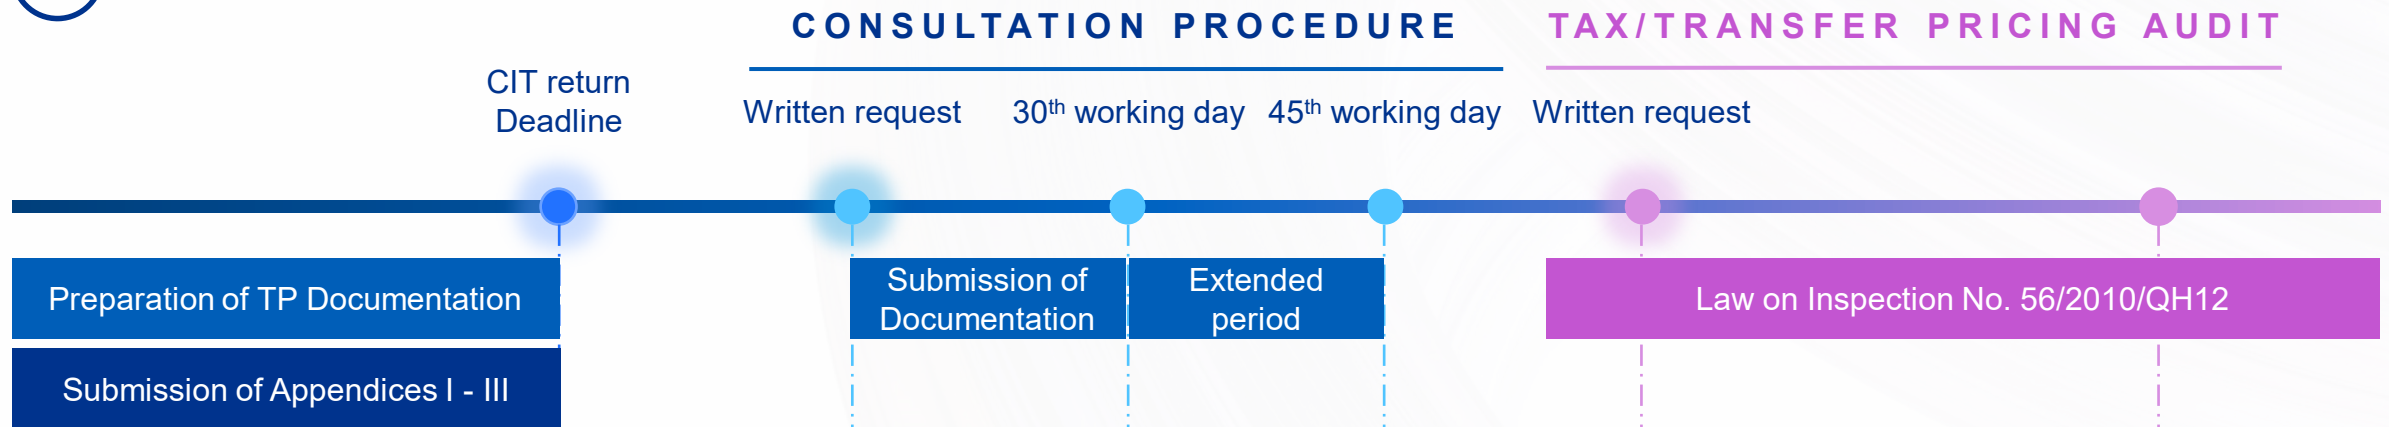 CONSULTATION PROCEDURE
TAX/TRANSFER PRICING AUDIT
CIT return
Deadline
Written request
30th working day
45th working day
Written request
Preparation of TP Documentation
Submission of
Documentation
Extended
period
Law on Inspection No. 56/2010/QH12
Submission of Appendices I - III